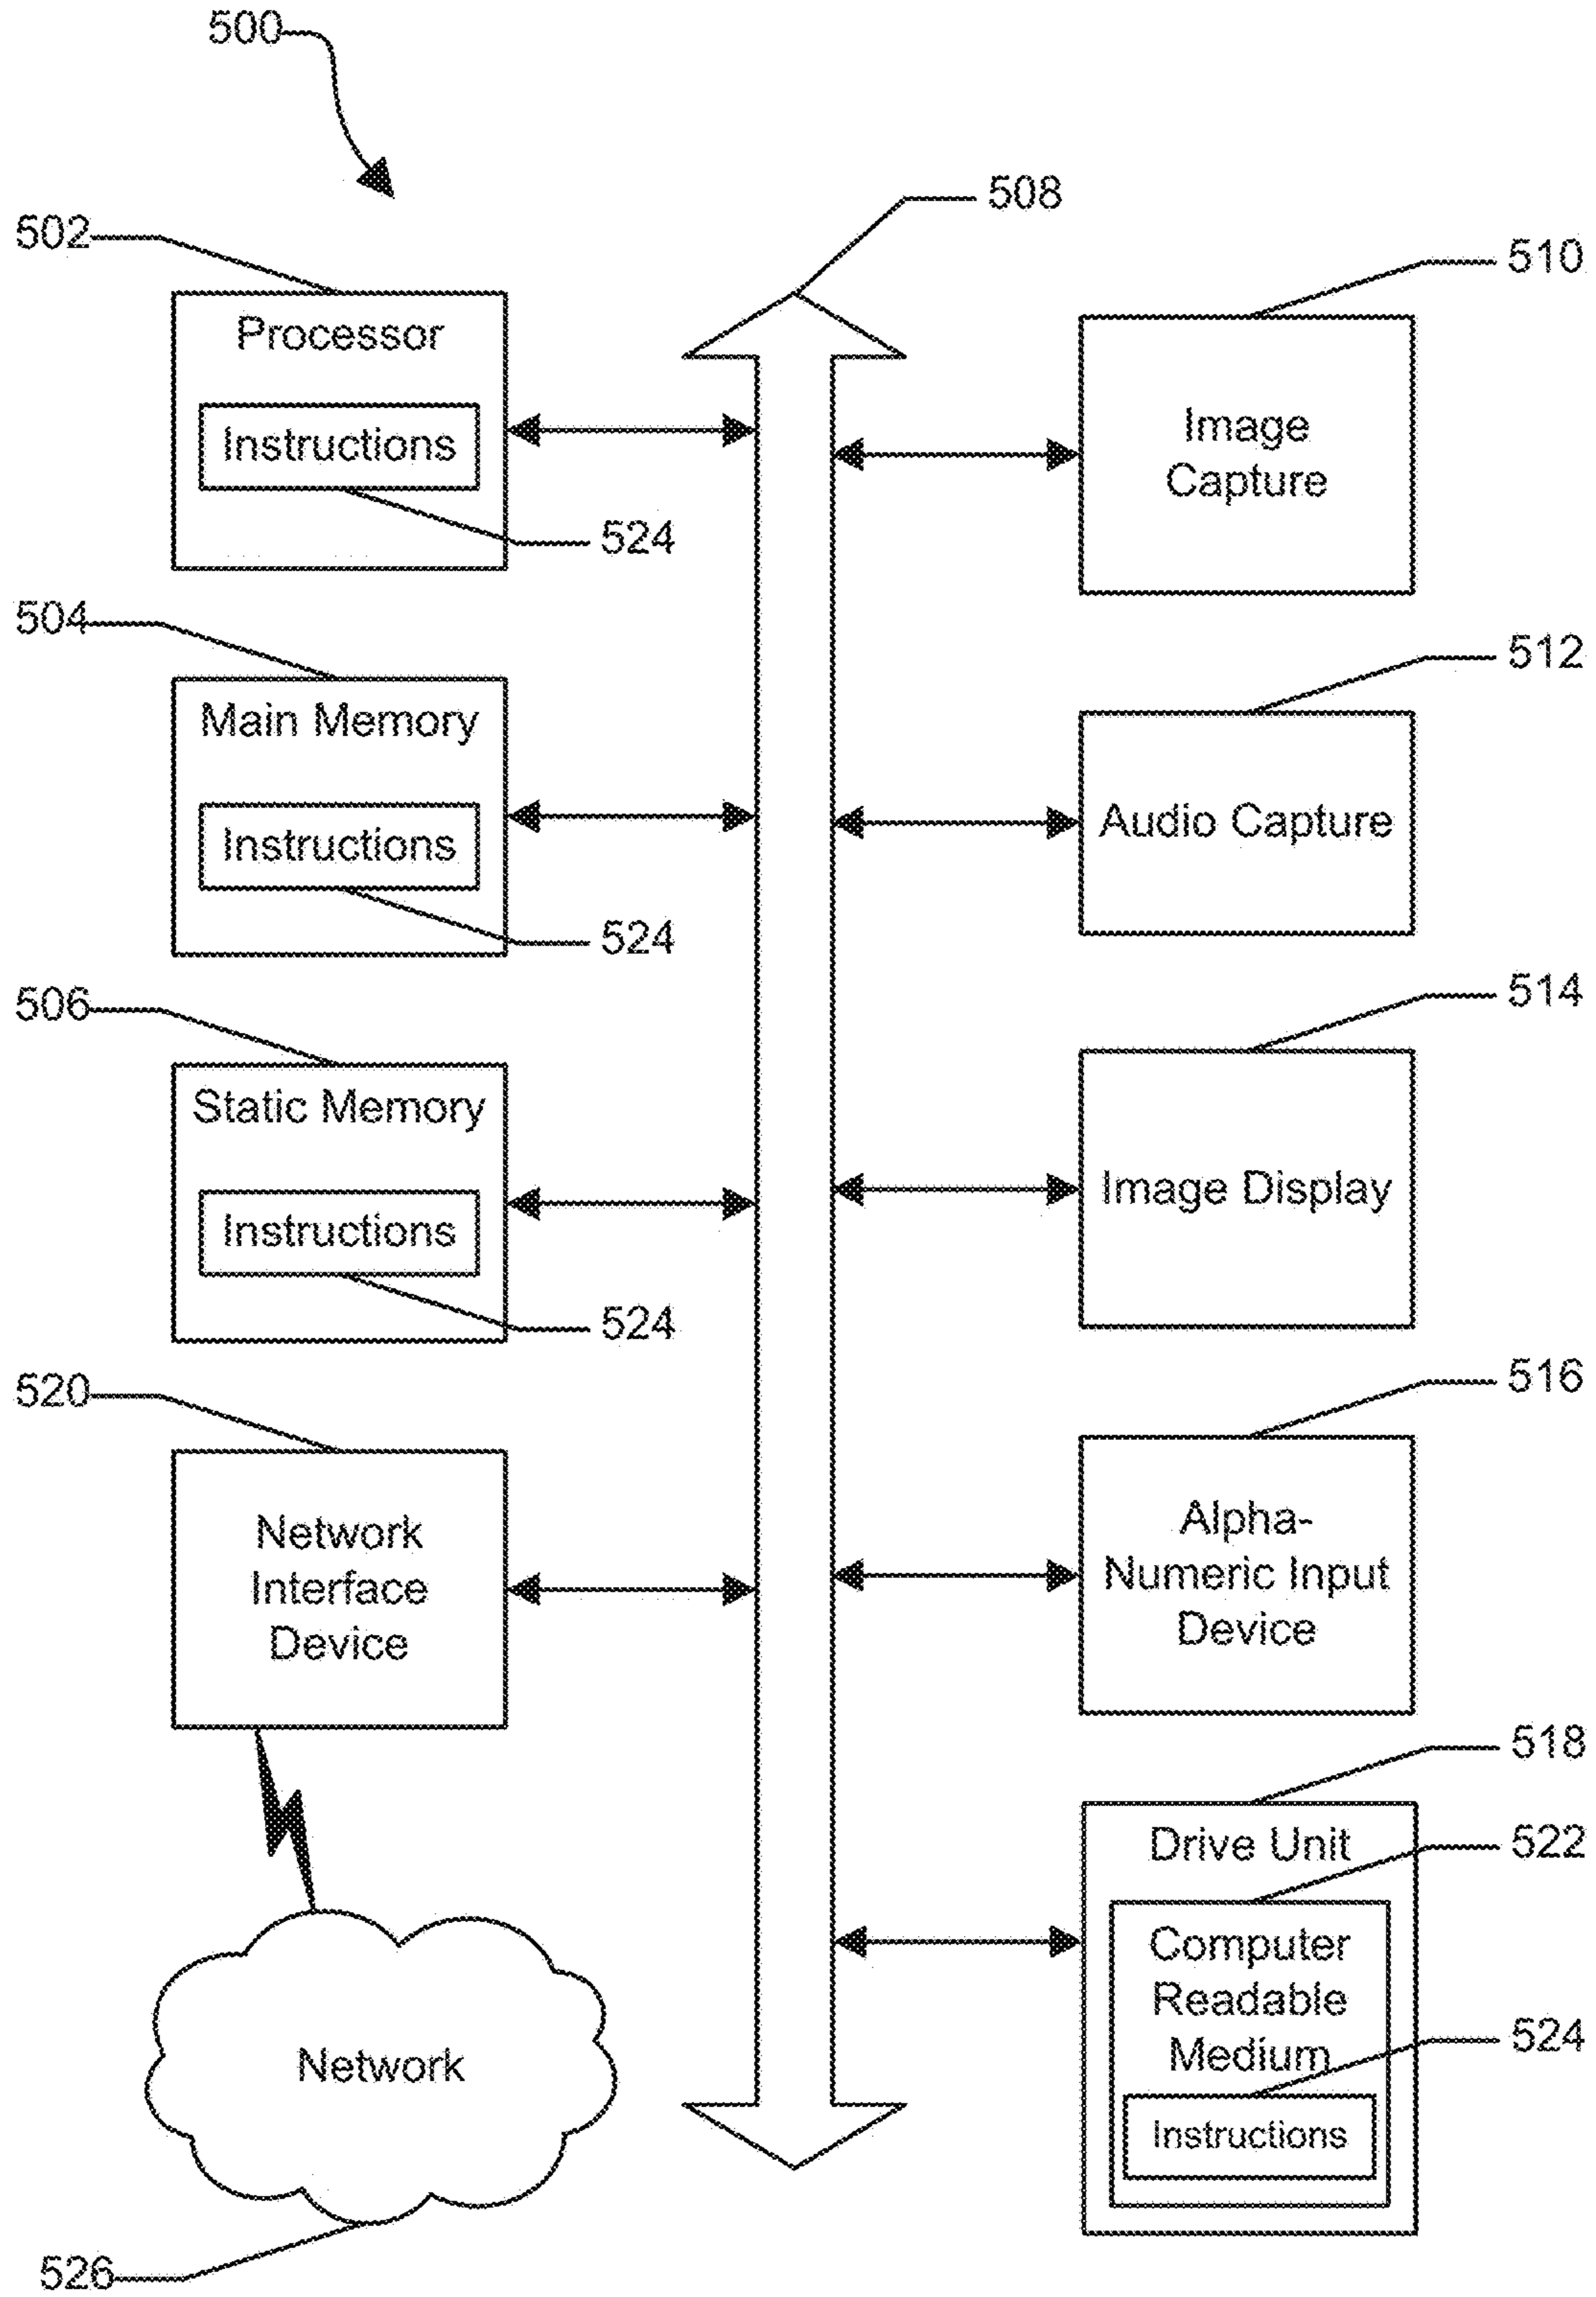 500
508
502
510
Processor
Instructions
524
Image
Capture
504
512
Main Memory
Instructions
524
Audio Capture
506
514
Static Memory
Instructions
524
Image Display
520
516
Network
Interface
Device
Alpha-
Numeric Input
Device
518
Drive Unit
522
Computer
Readable
Medium
524
Instructions
Network
526